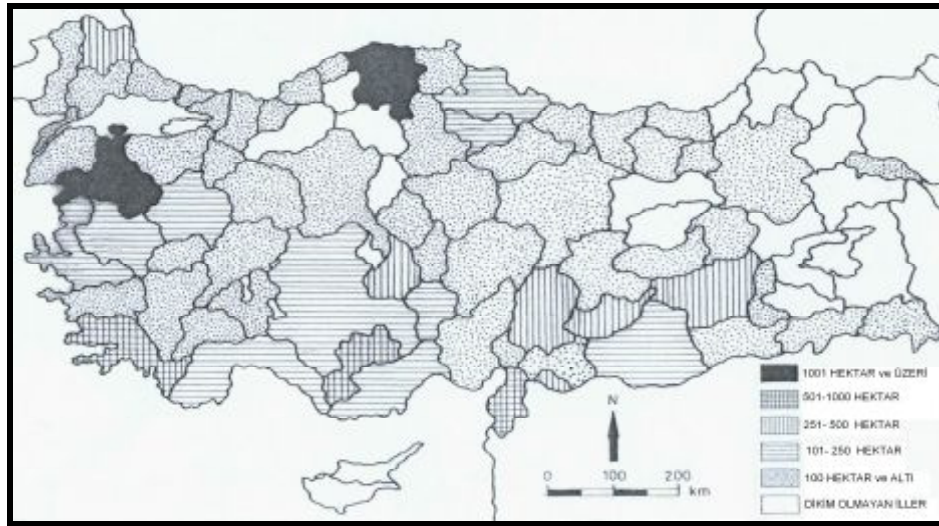 1001 HEKTAR ve ÜZERİ
501-1000 HEKTAR
251-500 HEKTAR
101-250 HEKTAR
100 HEKTAR ve ALTI
DİKİM OLMAYAN İLLER
N
0 100 200
km